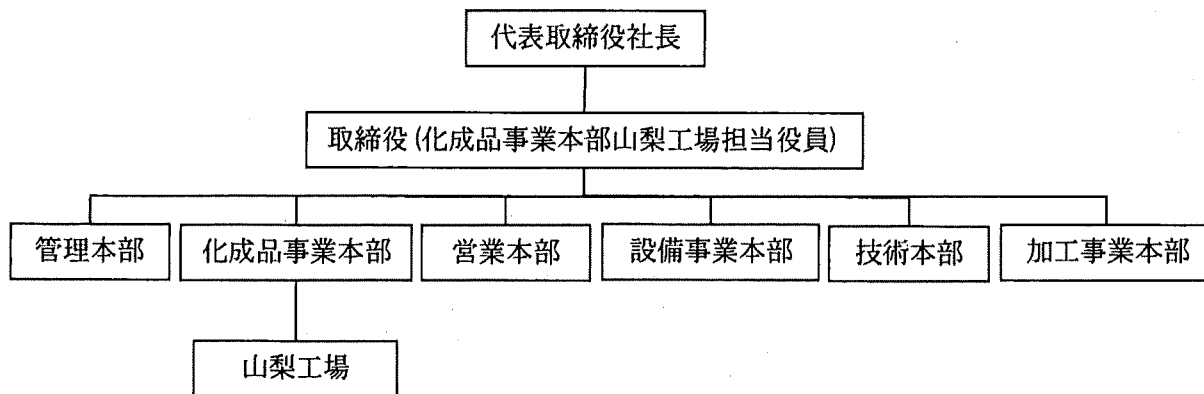 代表取締役社長
取締役(化成品事業本部山梨工場担当役員)
管理本部
化成品事業本部
営業本部
設備事業本部
技術本部
加工事業本部
山梨工場